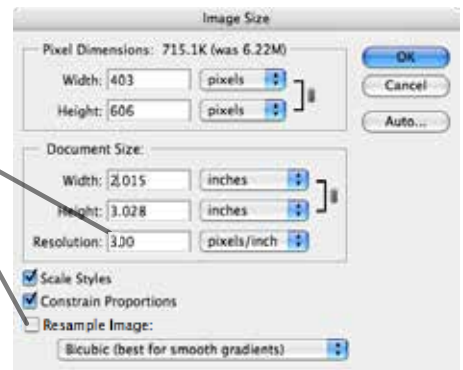 Image Size
Pixel Dimensions: 715.1K (was 6.22M)
Width: 403 pixels
Height: 606 pixels
Document Size:
Width: 2.015 inches
Height: 3.028 inches
Resolution: 300 pixels/inch
Scale Styles
Constrain Proportions
Resample Image:
Bicubic (best for smooth gradients)
OK
Cancel
Auto...